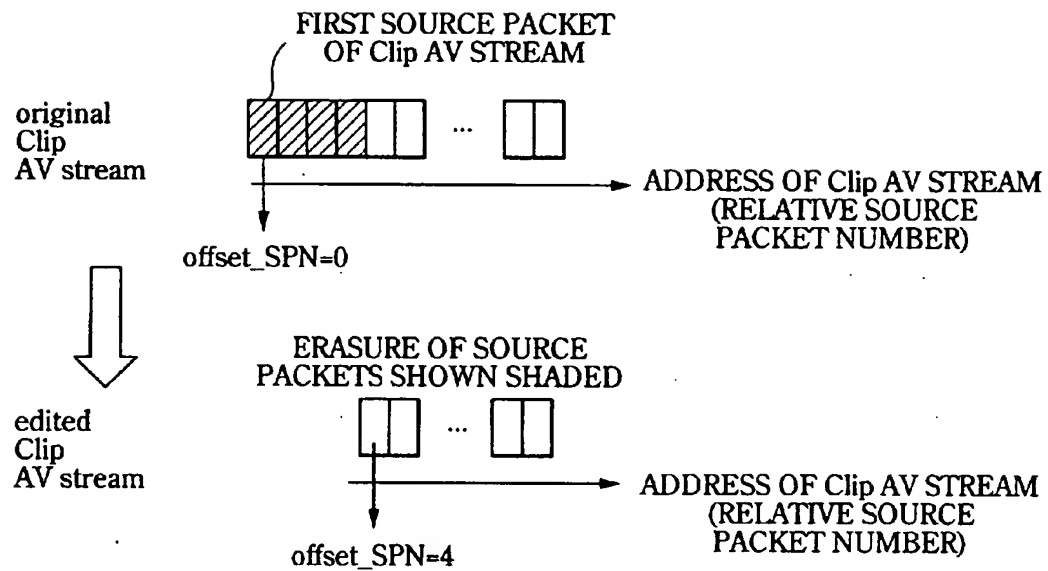 FIRST SOURCE PACKET
OF Clip AV STREAM
original
Clip
AV stream
...
ADDRESS OF Clip AV STREAM
(RELATIVE SOURCE
PACKET NUMBER)
offset_SPN=0
ERASURE OF SOURCE
PACKETS SHOWN SHADED
edited
Clip
AV stream
...
ADDRESS OF Clip AV STREAM
(RELATIVE SOURCE
PACKET NUMBER)
offset_SPN=4